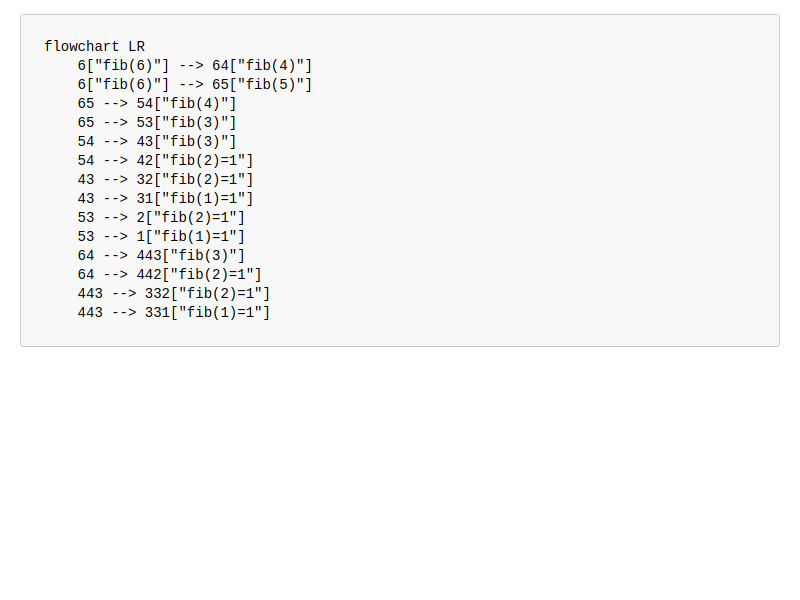 flowchart LR
    6["fib(6)"] --> 64["fib(4)"]
    6["fib(6)"] --> 65["fib(5)"]
    65 --> 54["fib(4)"]
    65 --> 53["fib(3)"]
    54 --> 43["fib(3)"]
    54 --> 42["fib(2)=1"]
    43 --> 32["fib(2)=1"]
    43 --> 31["fib(1)=1"]
    53 --> 2["fib(2)=1"]
    53 --> 1["fib(1)=1"]
    64 --> 443["fib(3)"]
    64 --> 442["fib(2)=1"]
    443 --> 332["fib(2)=1"]
    443 --> 331["fib(1)=1"]